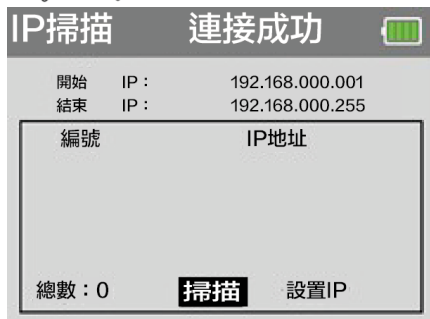 IP掃描 連接成功
開始 IP： 192.168.000.001
結束 IP： 192.168.000.255
編號 IP地址
總數：0 掃描 設置IP